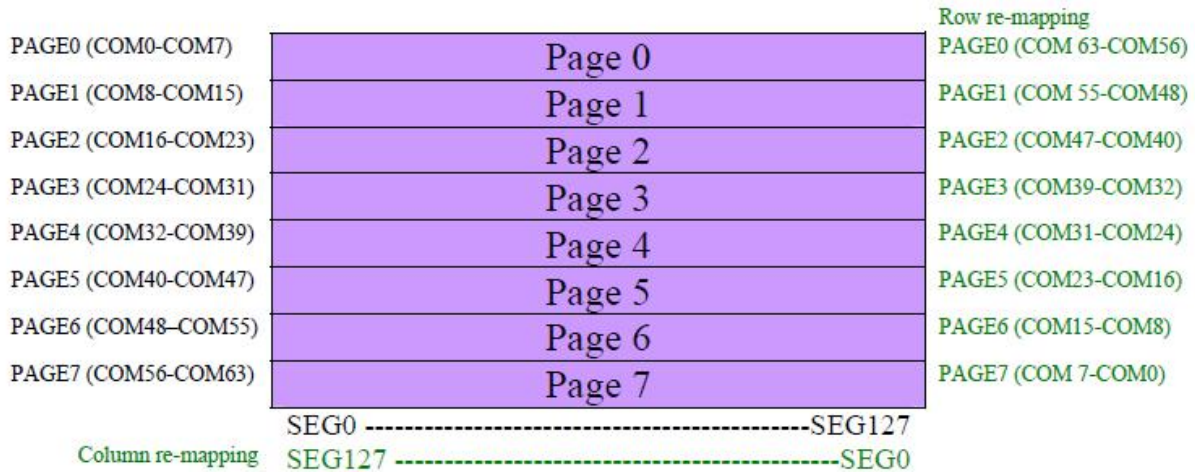 Row re-mapping
PAGE0 (COM0-COM7) Page 0 PAGE0 (COM 63-COM56)
PAGE1 (COM8-COM15) Page 1 PAGE1 (COM 55-COM48)
PAGE2 (COM16-COM23) Page 2 PAGE2 (COM47-COM40)
PAGE3 (COM24-COM31) Page 3 PAGE3 (COM39-COM32)
PAGE4 (COM32-COM39) Page 4 PAGE4 (COM31-COM24)
PAGE5 (COM40-COM47) Page 5 PAGE5 (COM23-COM16)
PAGE6 (COM48–COM55) Page 6 PAGE6 (COM15-COM8)
PAGE7 (COM56-COM63) Page 7 PAGE7 (COM 7-COM0)
SEG0 ---------------------------------------------SEG127
Column re-mapping SEG127 ---------------------------------------------SEG0